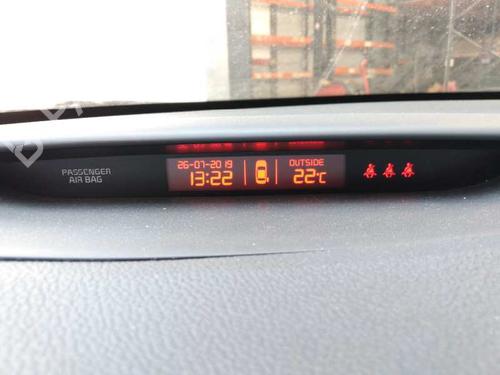 PASSENGER
AIR BAG
26-07-2019
13:22
OUTSIDE
22°C